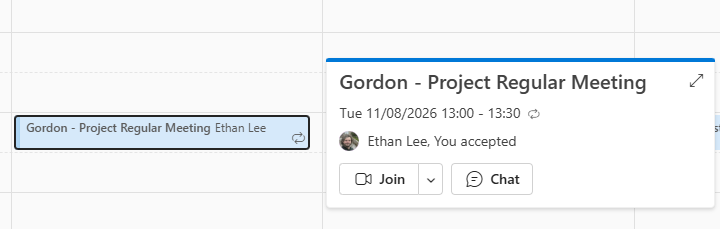 Gordon - Project Regular Meeting Ethan Lee
Gordon - Project Regular Meeting
Tue 11/08/2026 13:00 - 13:30
Ethan Lee, You accepted
Join
Chat